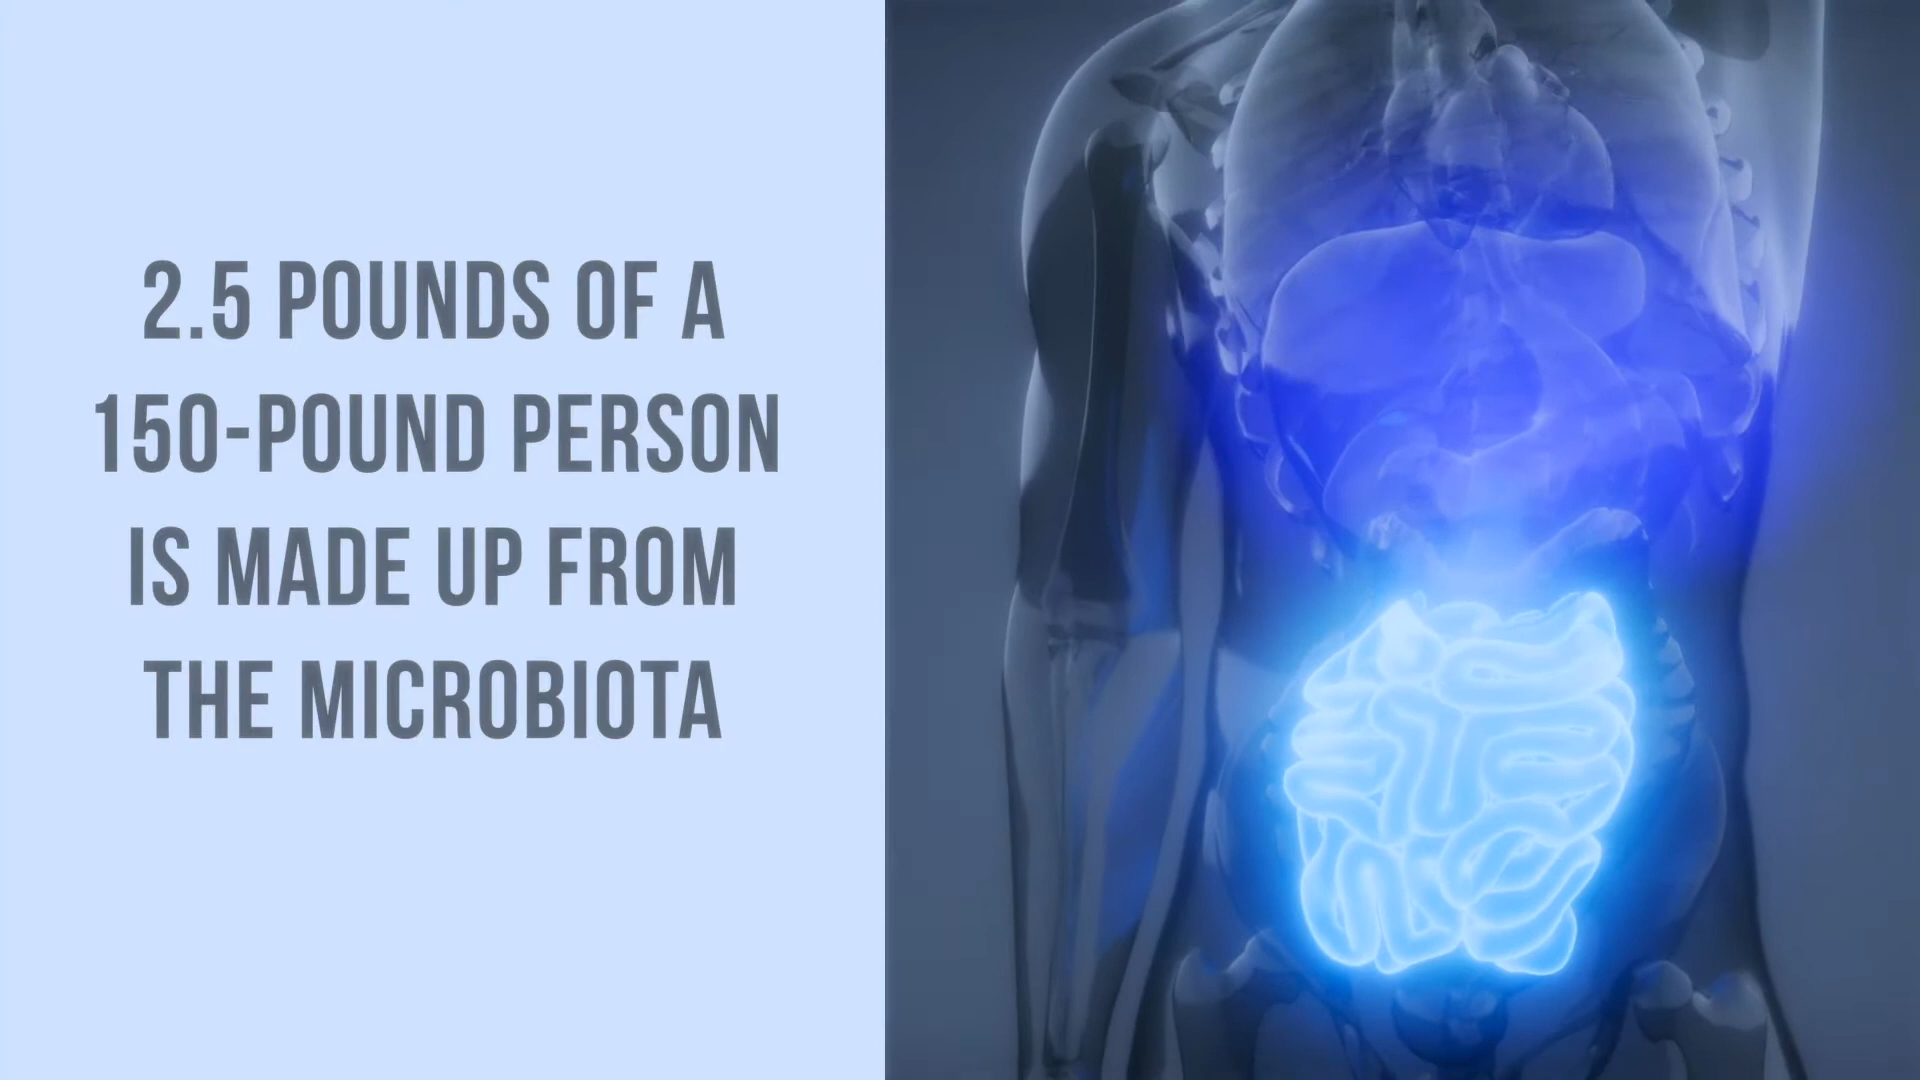 2.5 POUNDS OF A
150-POUND PERSON
IS MADE UP FROM
THE MICROBIOTA